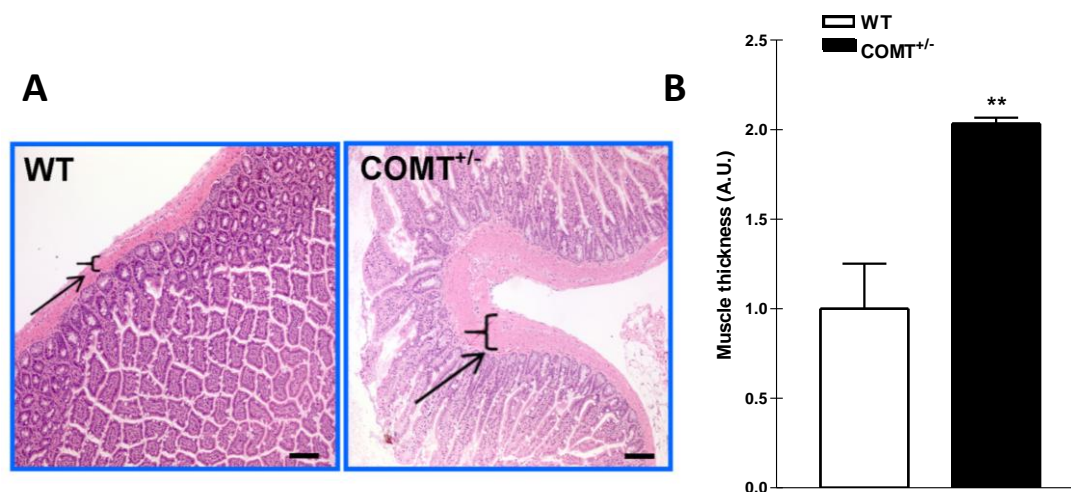 A
WT
COMT+/-
B
WT
COMT+/-
Muscle thickness (A.U.)
2.5
2.0
1.5
1.0
0.5
0.0
**